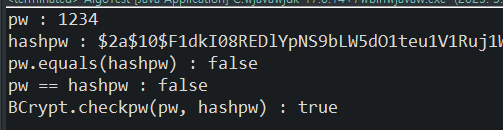 pw : 1234
hashpw : $2a$10$F1dkI08REDlYpNS9bLW5dO1teu1V1Ruj1W
pw.equals(hashpw) : false
pw == hashpw : false
BCrypt.checkpw(pw, hashpw) : true